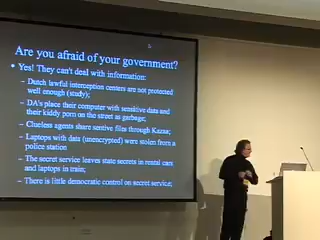 Are you afraid of your government?
• Yes! They can't deal with information:
– Dutch lawful interception centers are not protected
well enough (study);
– DA's place their computer with sensitive data and
their kiddy porn on the street as garbage;
– Clueless agents share sentive files through Kazaa;
– Laptops with data (unencrypted) were stolen from a
police station
– The secret service leaves state secrets in rental cars
and laptops in train;
– There is little democratic control on secret service;